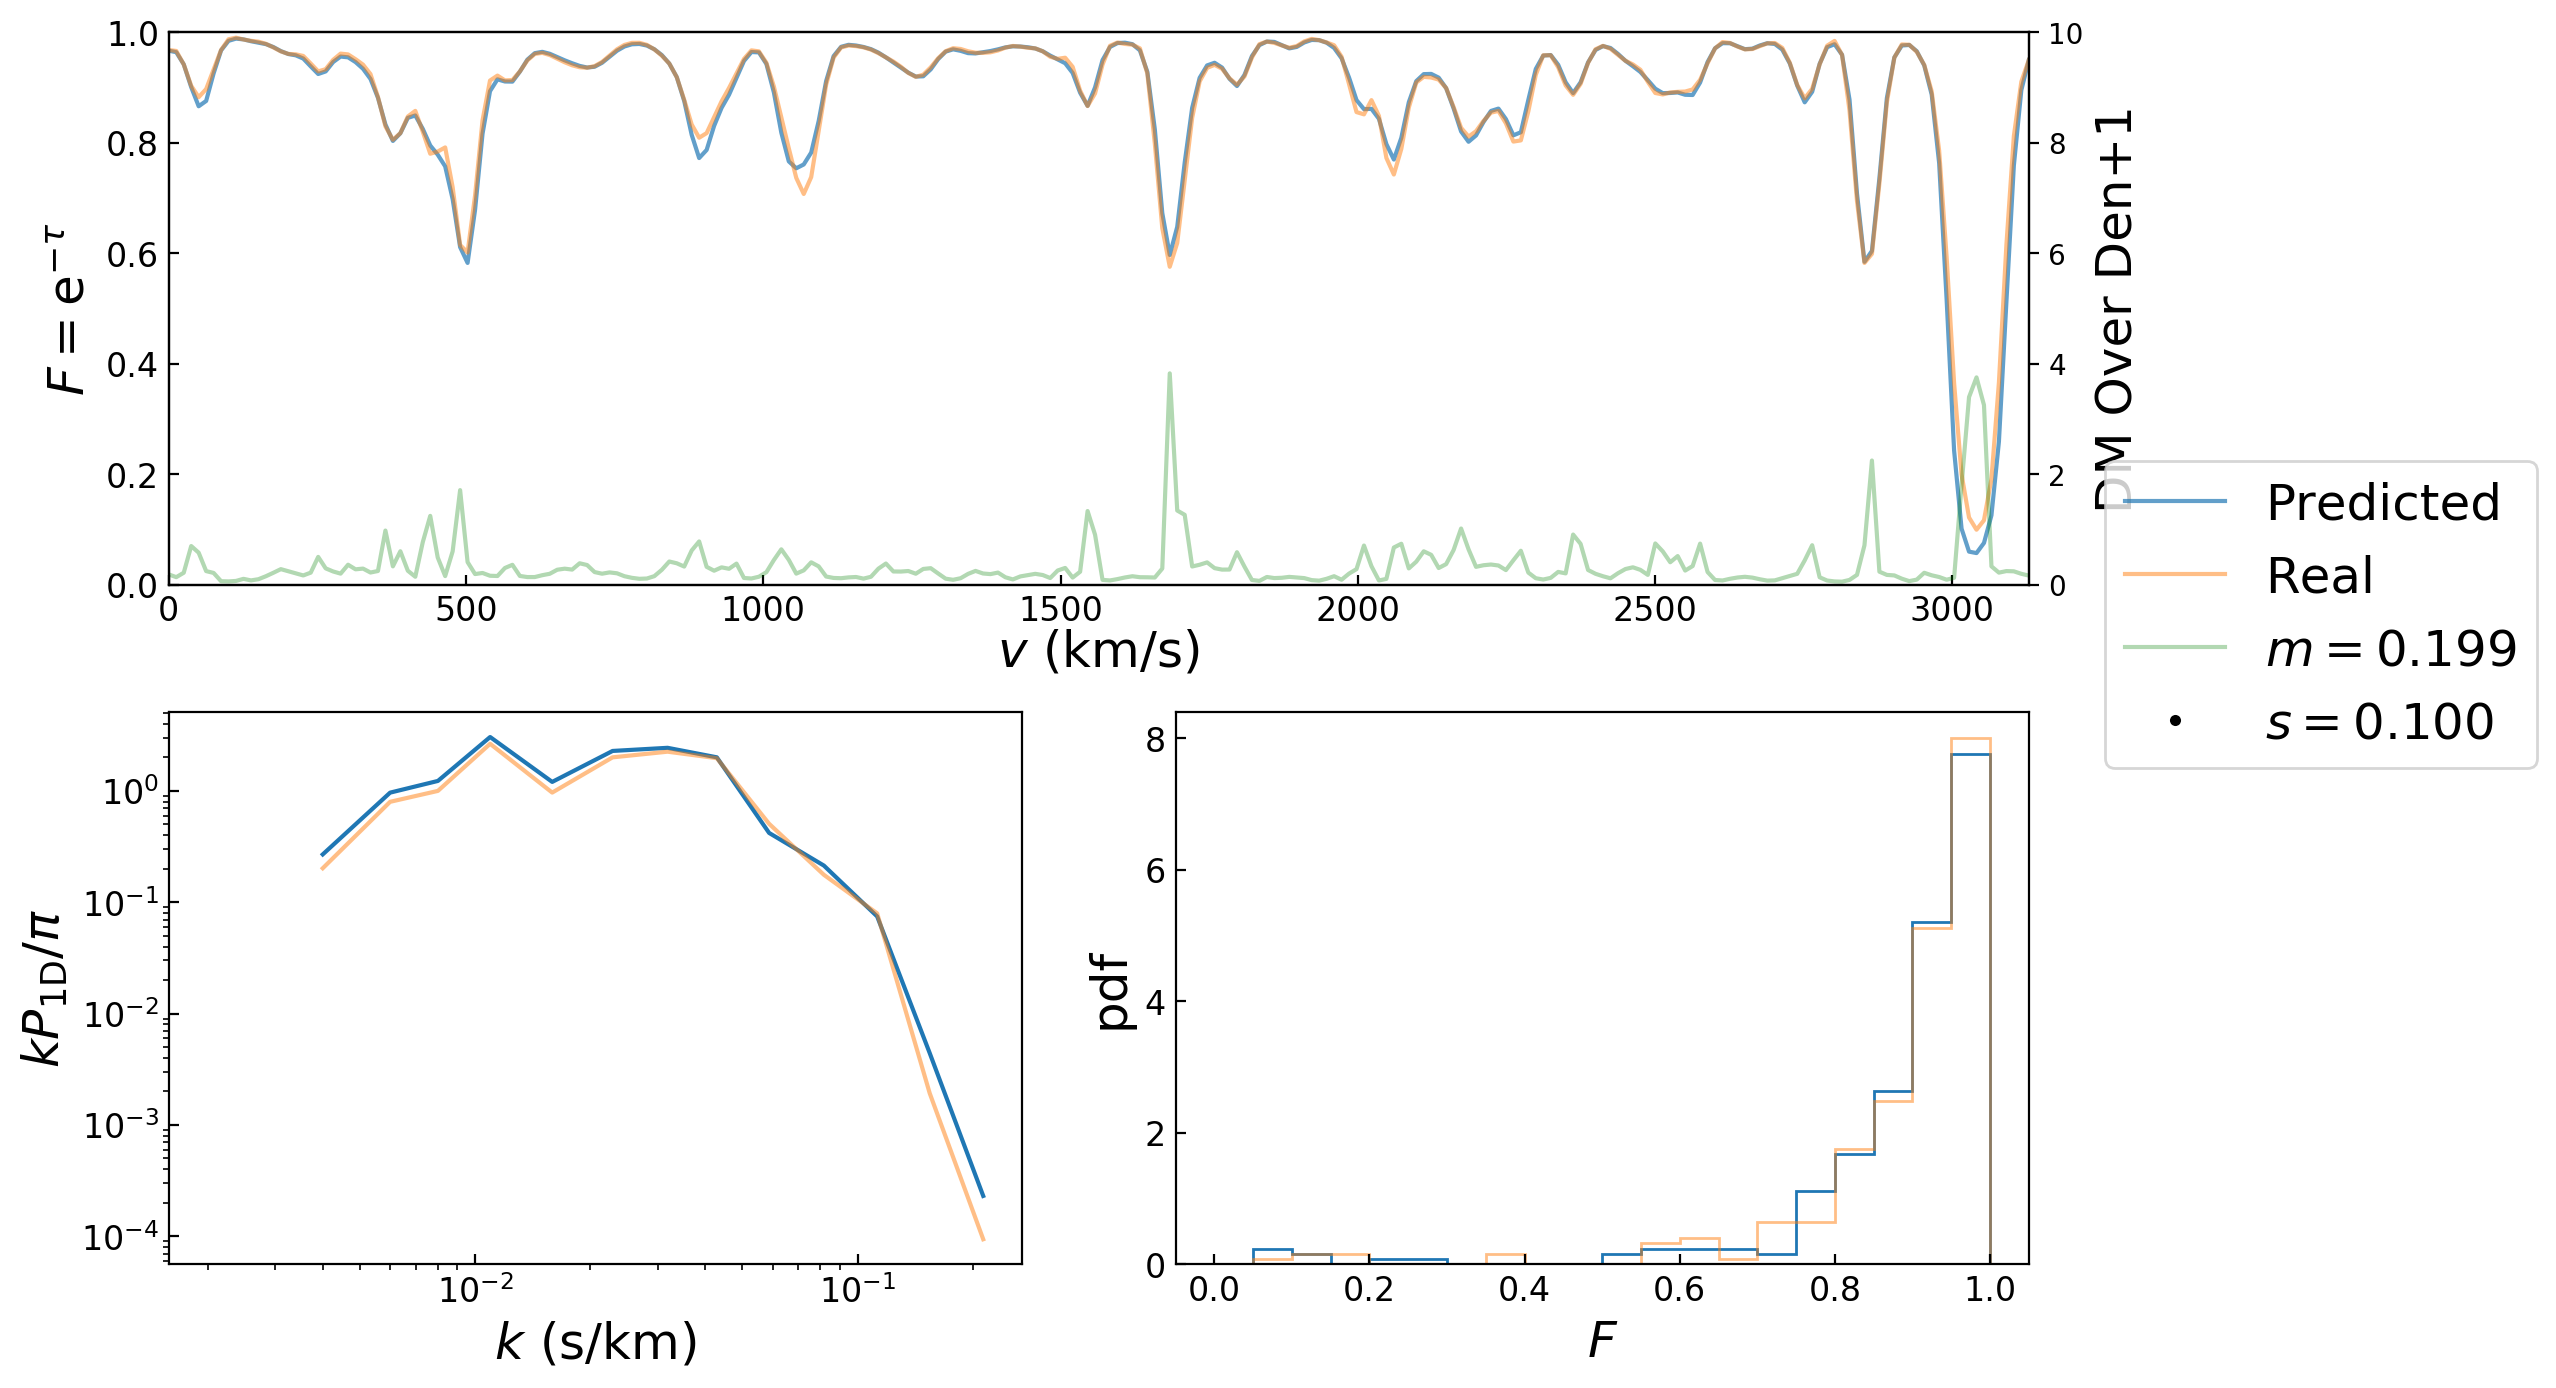 1.0
0.8
0.6
0.4
0.2
0.0
F = e^{−τ}
10
8
6
4
2
0
DM Over Den+1
0 500 1000 1500 2000 2500 3000
v (km/s)
Predicted
Real
m = 0.199
s = 0.100
10^0
10^{−1}
10^{−2}
10^{−3}
10^{−4}
kP_{1D}/π
10^{−2} 10^{−1}
k (s/km)
8
6
4
2
0
pdf
0.0 0.2 0.4 0.6 0.8 1.0
F